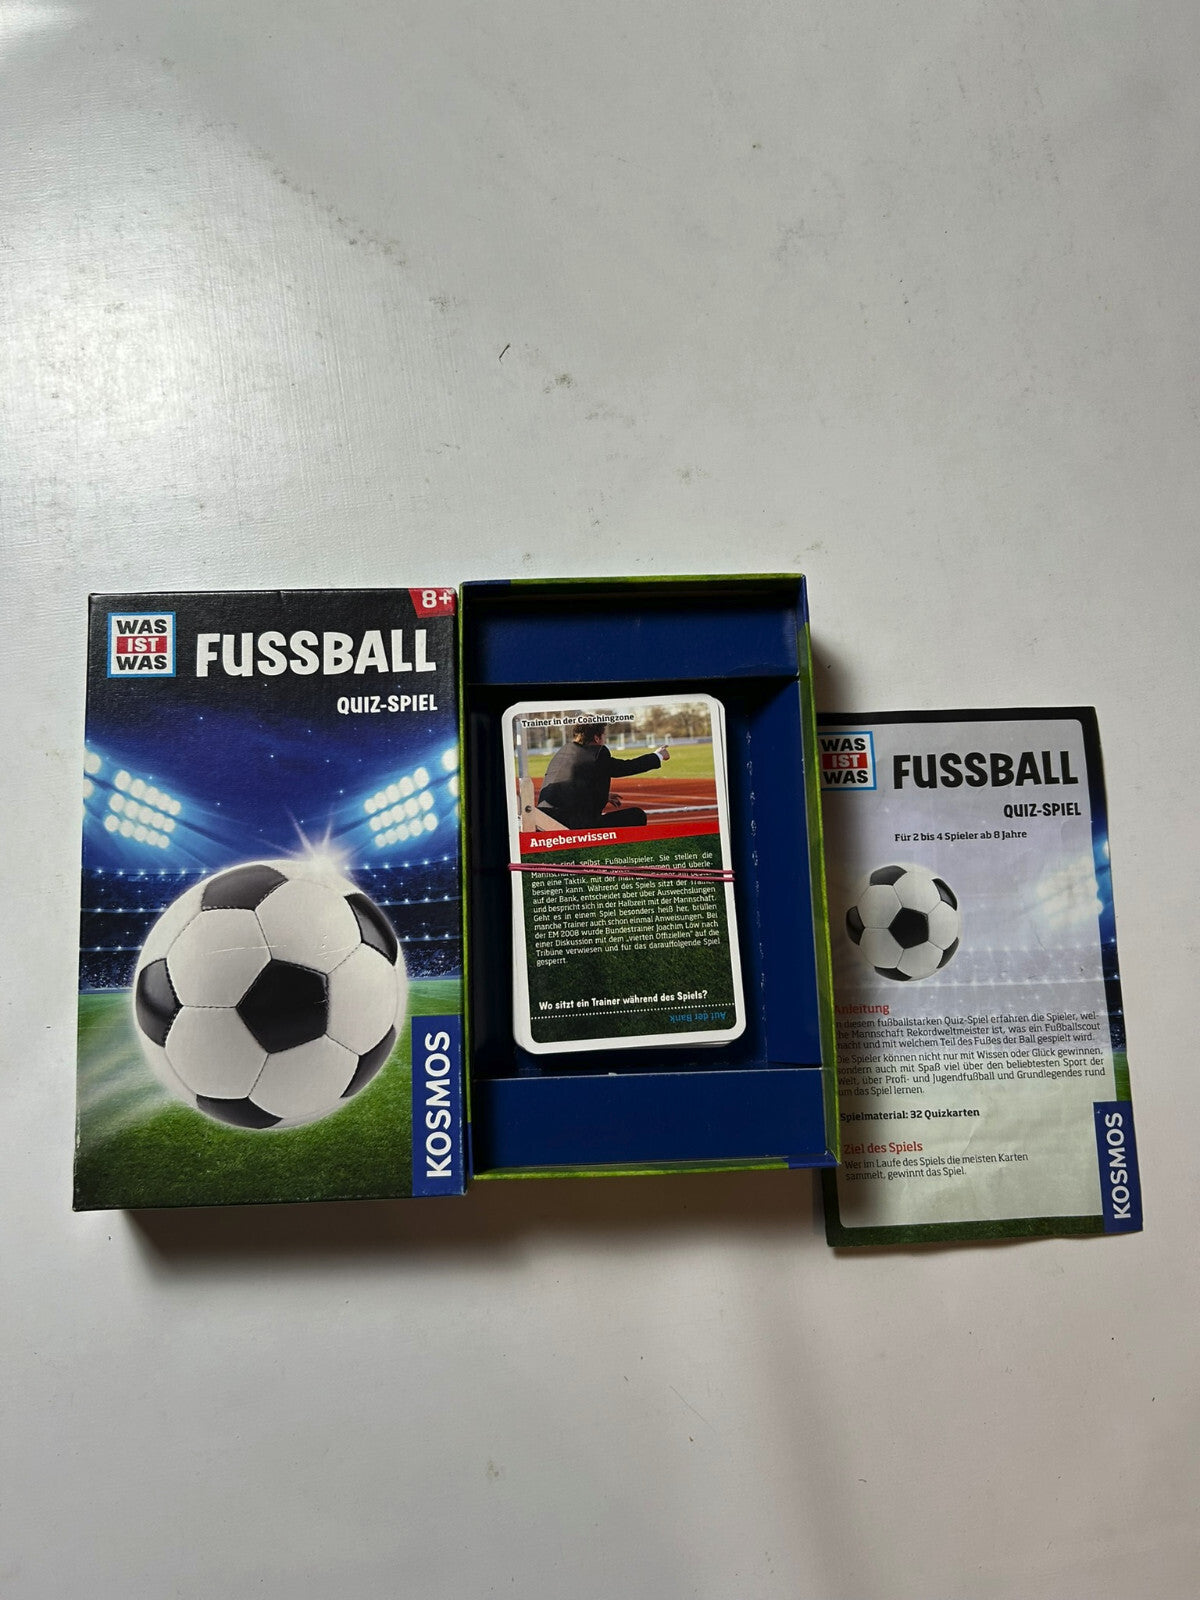 8+
WAS
IST
WAS
FUSSBALL
QUIZ-SPIEL
KOSMOS
Trainer in der Coachingzone
Angeberwissen
sind selbst Fußballspieler. Sie stellen die
und überle-
gen eine Taktik, mit der man
besiegen kann. Während des Spiels sitzt der Trainer
auf der Bank, entscheidet aber über Auswechslungen
und bespricht sich in der Halbzeit mit der Mannschaft.
Geht es in einem Spiel besonders heiß her, brüllen
manche Trainer auch schon einmal Anweisungen. Bei
der EM 2008 wurde Bundestrainer Joachim Löw nach
einer Diskussion mit dem „vierten Offiziellen“ auf die
Tribüne verwiesen und für das darauffolgende Spiel
gesperrt.
Wo sitzt ein Trainer während des Spiels?
Auf der Bank
WAS
IST
WAS
FUSSBALL
QUIZ-SPIEL
Für 2 bis 4 Spieler ab 8 Jahre
Anleitung
In diesem fußballstarken Quiz-Spiel erfahren die Spieler, wel-
che Mannschaft Rekordweltmeister ist, was ein Fußballscout
macht und mit welchem Teil des Fußes der Ball gespielt wird.
Die Spieler können nicht nur mit Wissen oder Glück gewinnen,
sondern auch mit Spaß viel über den beliebtesten Sport der
Welt, über Profi- und Jugendfußball und Grundlegendes rund
um das Spiel lernen.
Spielmaterial: 32 Quizkarten
Ziel des Spiels
Wer im Laufe des Spiels die meisten Karten
sammelt, gewinnt das Spiel.
KOSMOS